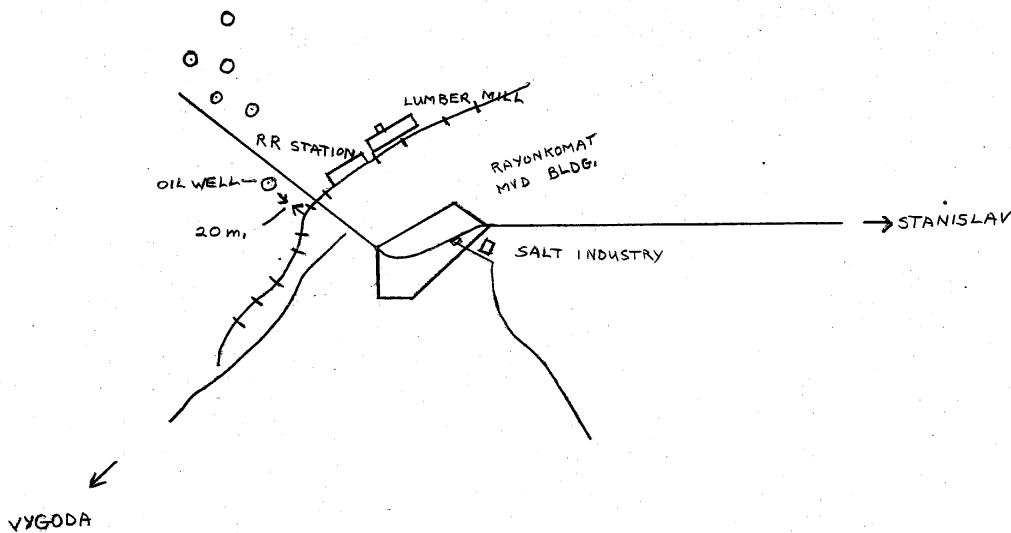 LUMBER MILL
RR STATION
RAYONKOMAT
MVD BLDG.
OIL WELL
20 m.
STANISLAV
SALT INDUSTRY
VYGODA